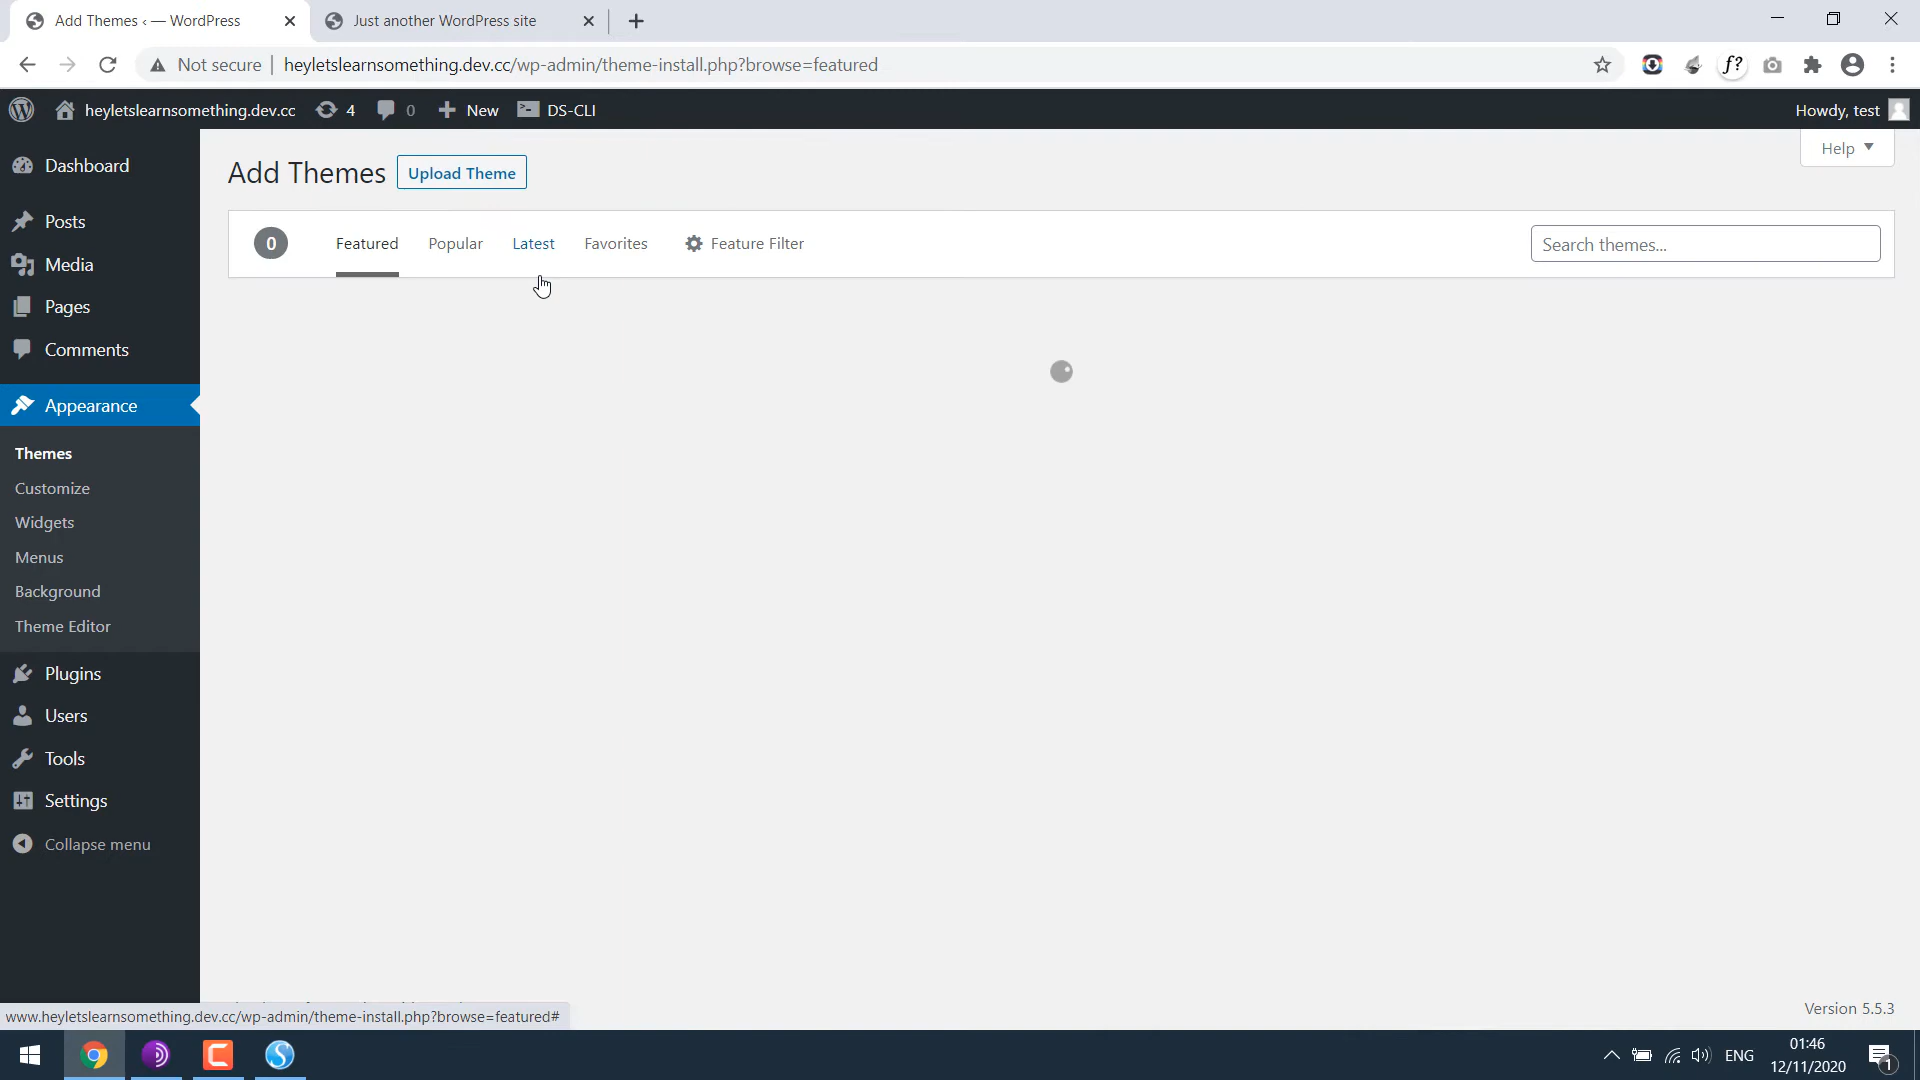 Add Themes ‹ — WordPress
Just another WordPress site
Not secure
heyletslearnsomething.dev.cc/wp-admin/theme-install.php?browse=featured
f?
heyletslearnsomething.dev.cc
4
0
New
DS-CLI
Howdy, test
Dashboard
Posts
Media
Pages
Comments
Appearance
Themes
Customize
Widgets
Menus
Background
Theme Editor
Plugins
Users
Tools
Settings
Collapse menu
Help
Add Themes
Upload Theme
0
Featured
Popular
Latest
Favorites
Feature Filter
Search themes...
Version 5.5.3
www.heyletslearnsomething.dev.cc/wp-admin/theme-install.php?browse=featured#
ENG
01:46
12/11/2020
1